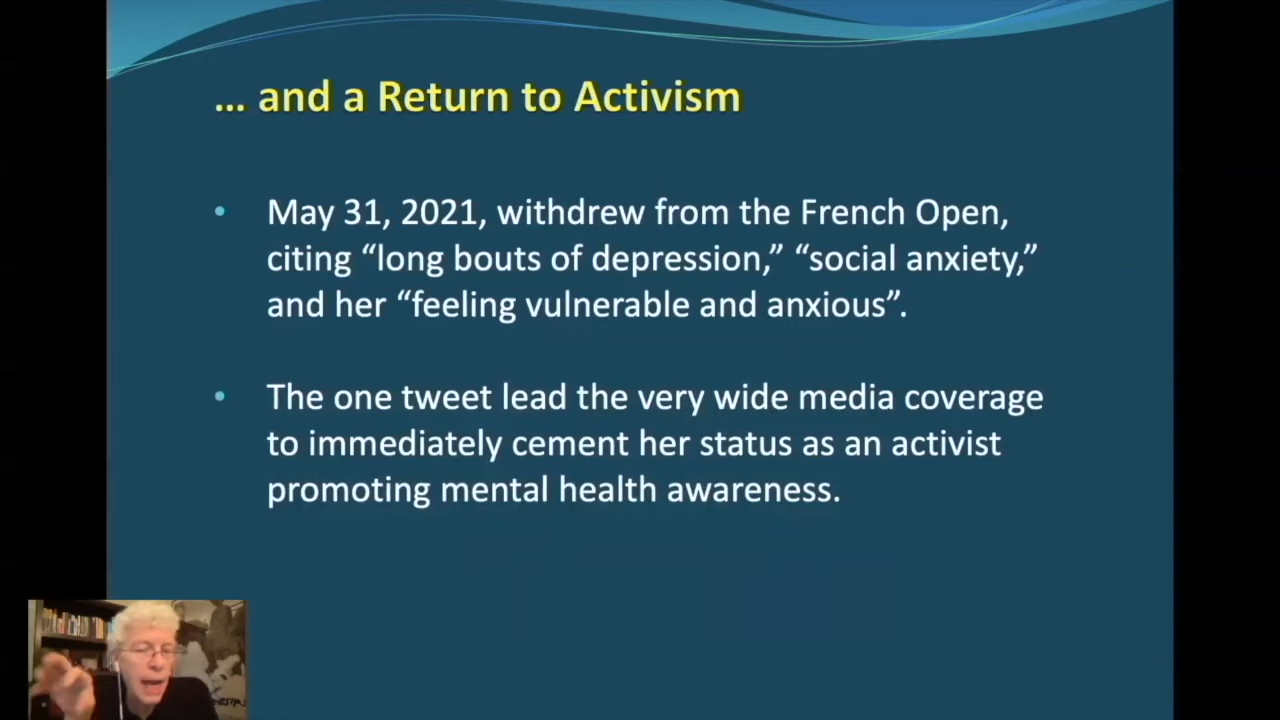 ... and a Return to Activism
• May 31, 2021, withdrew from the French Open,
citing “long bouts of depression,” “social anxiety,”
and her “feeling vulnerable and anxious”.
• The one tweet lead the very wide media coverage
to immediately cement her status as an activist
promoting mental health awareness.